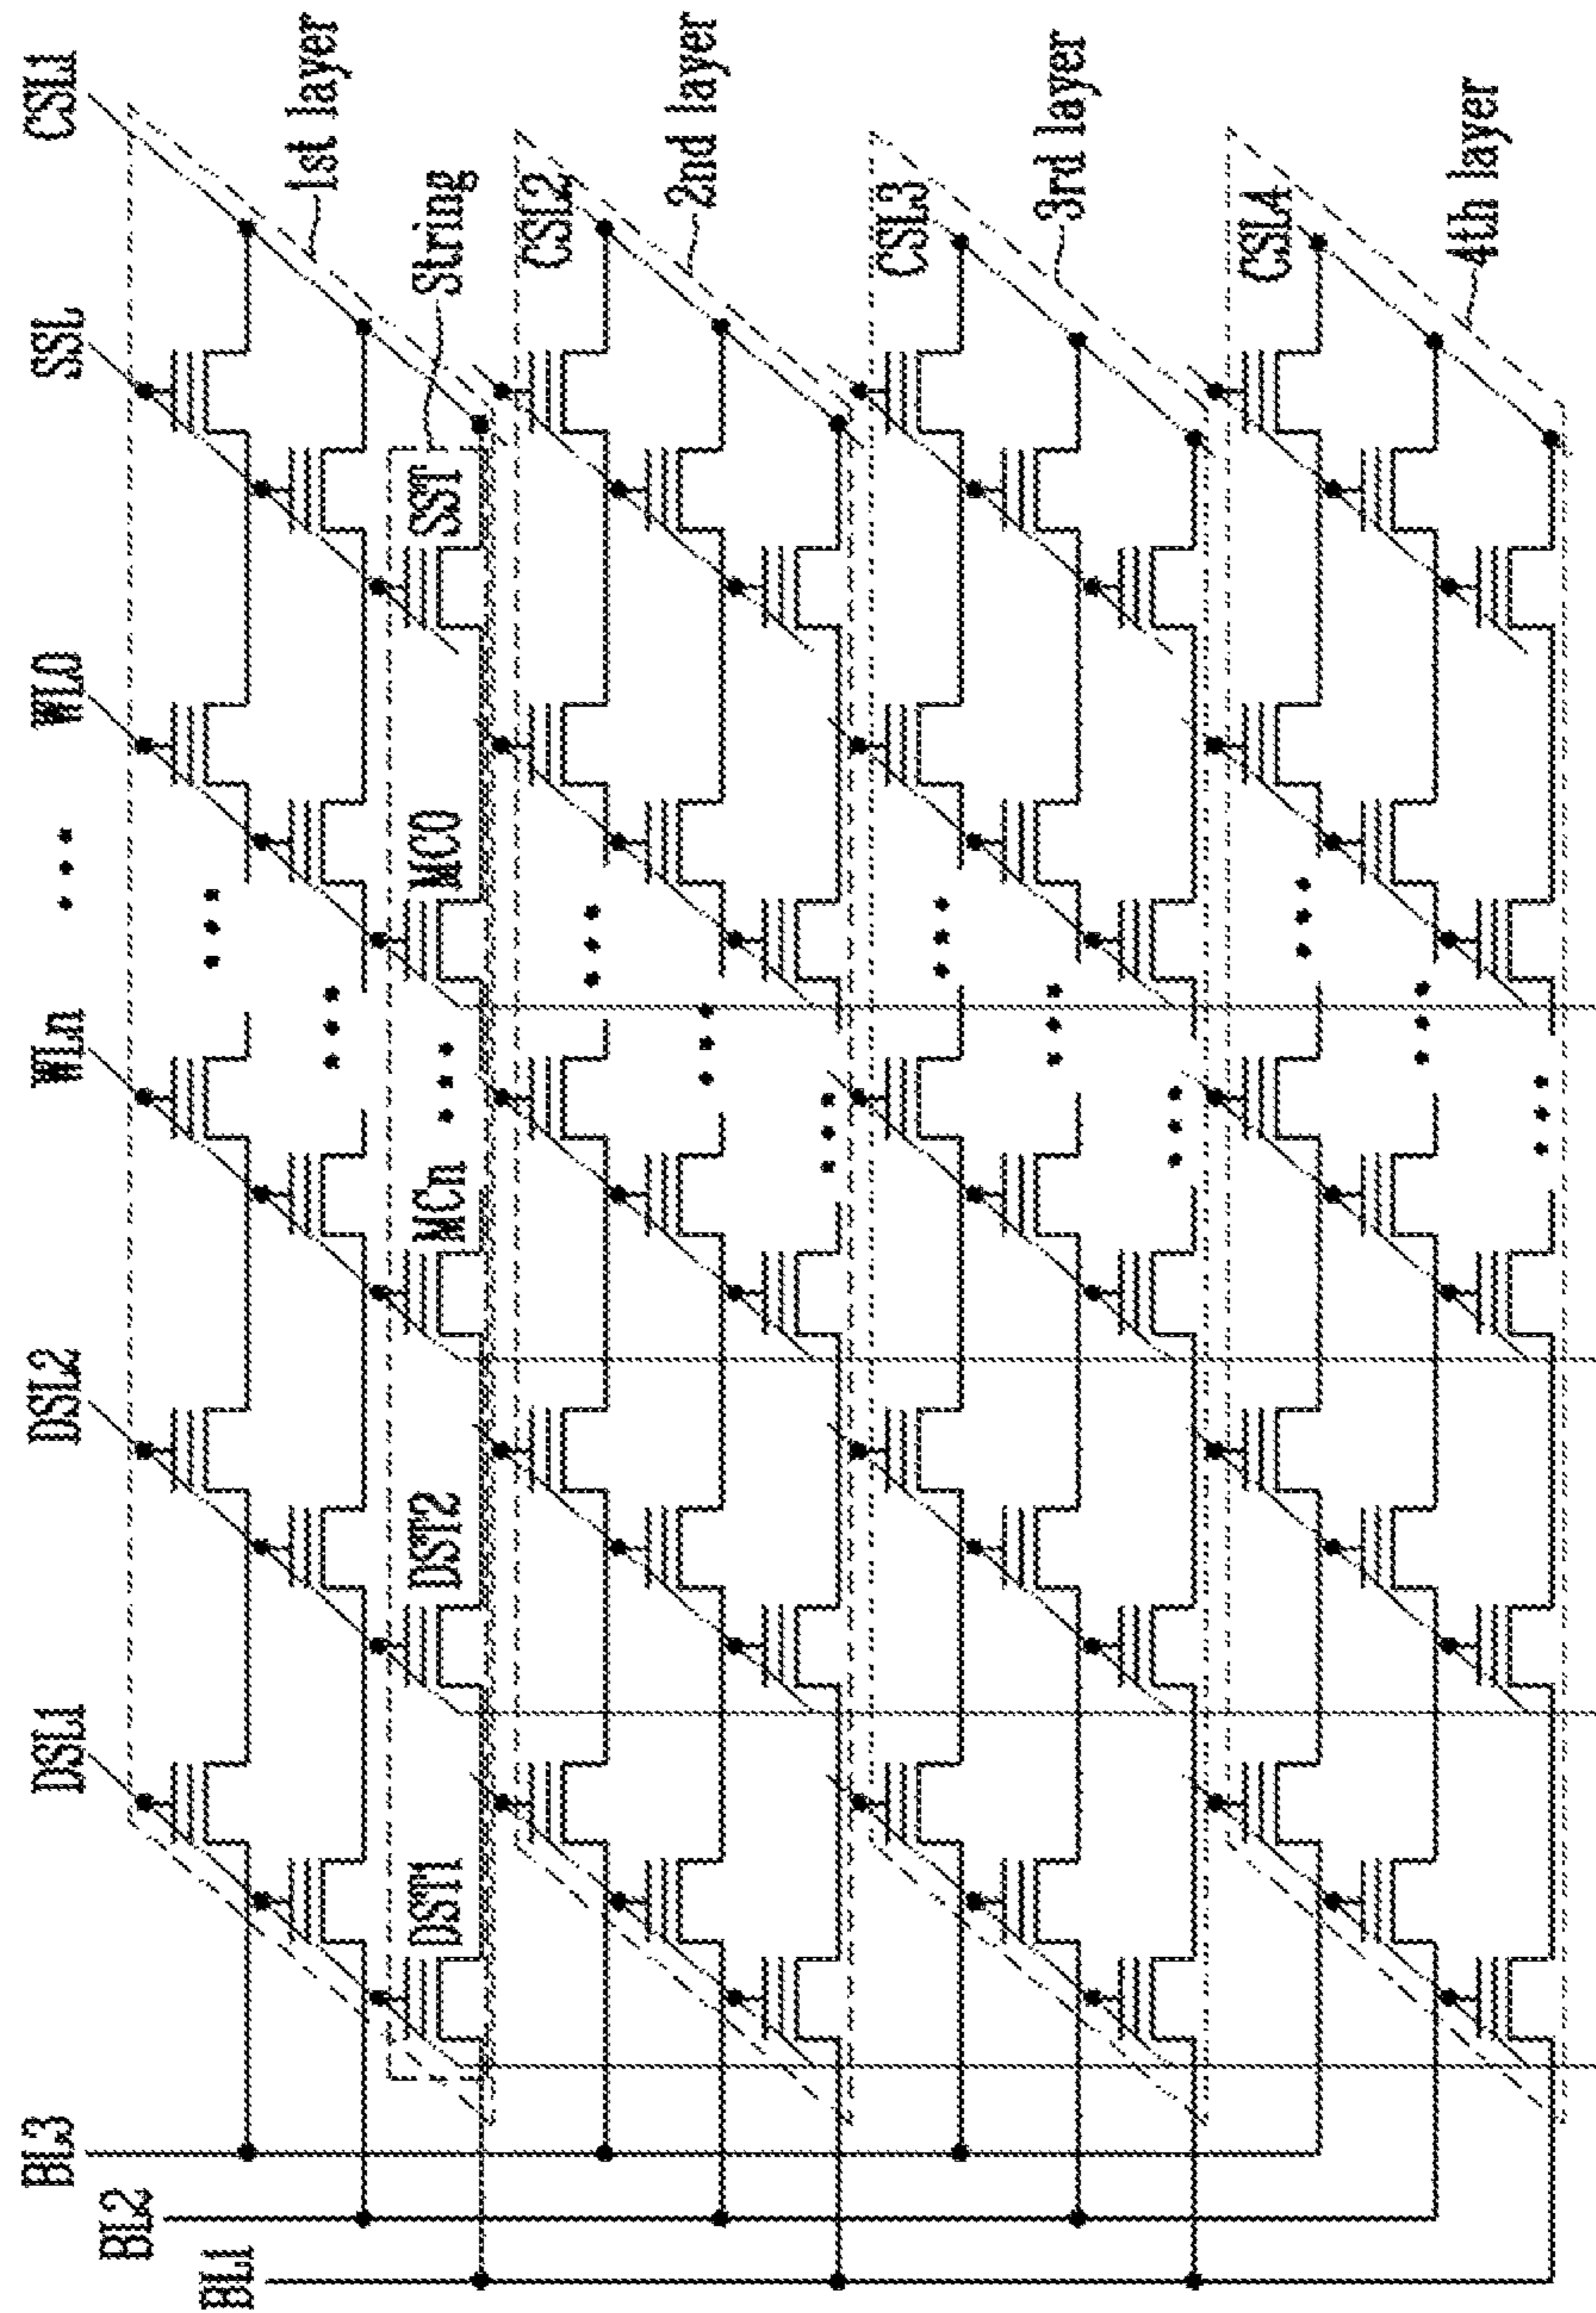 BL3
BL2
BL1
DSL1
DSL2
WLn
• • •
WL0
SSL
CSL1
1st layer
String
DST1
DST2
MCn
• • •
MC0
SST
CSL2
2nd layer
CSL3
3rd layer
CSL4
4th layer